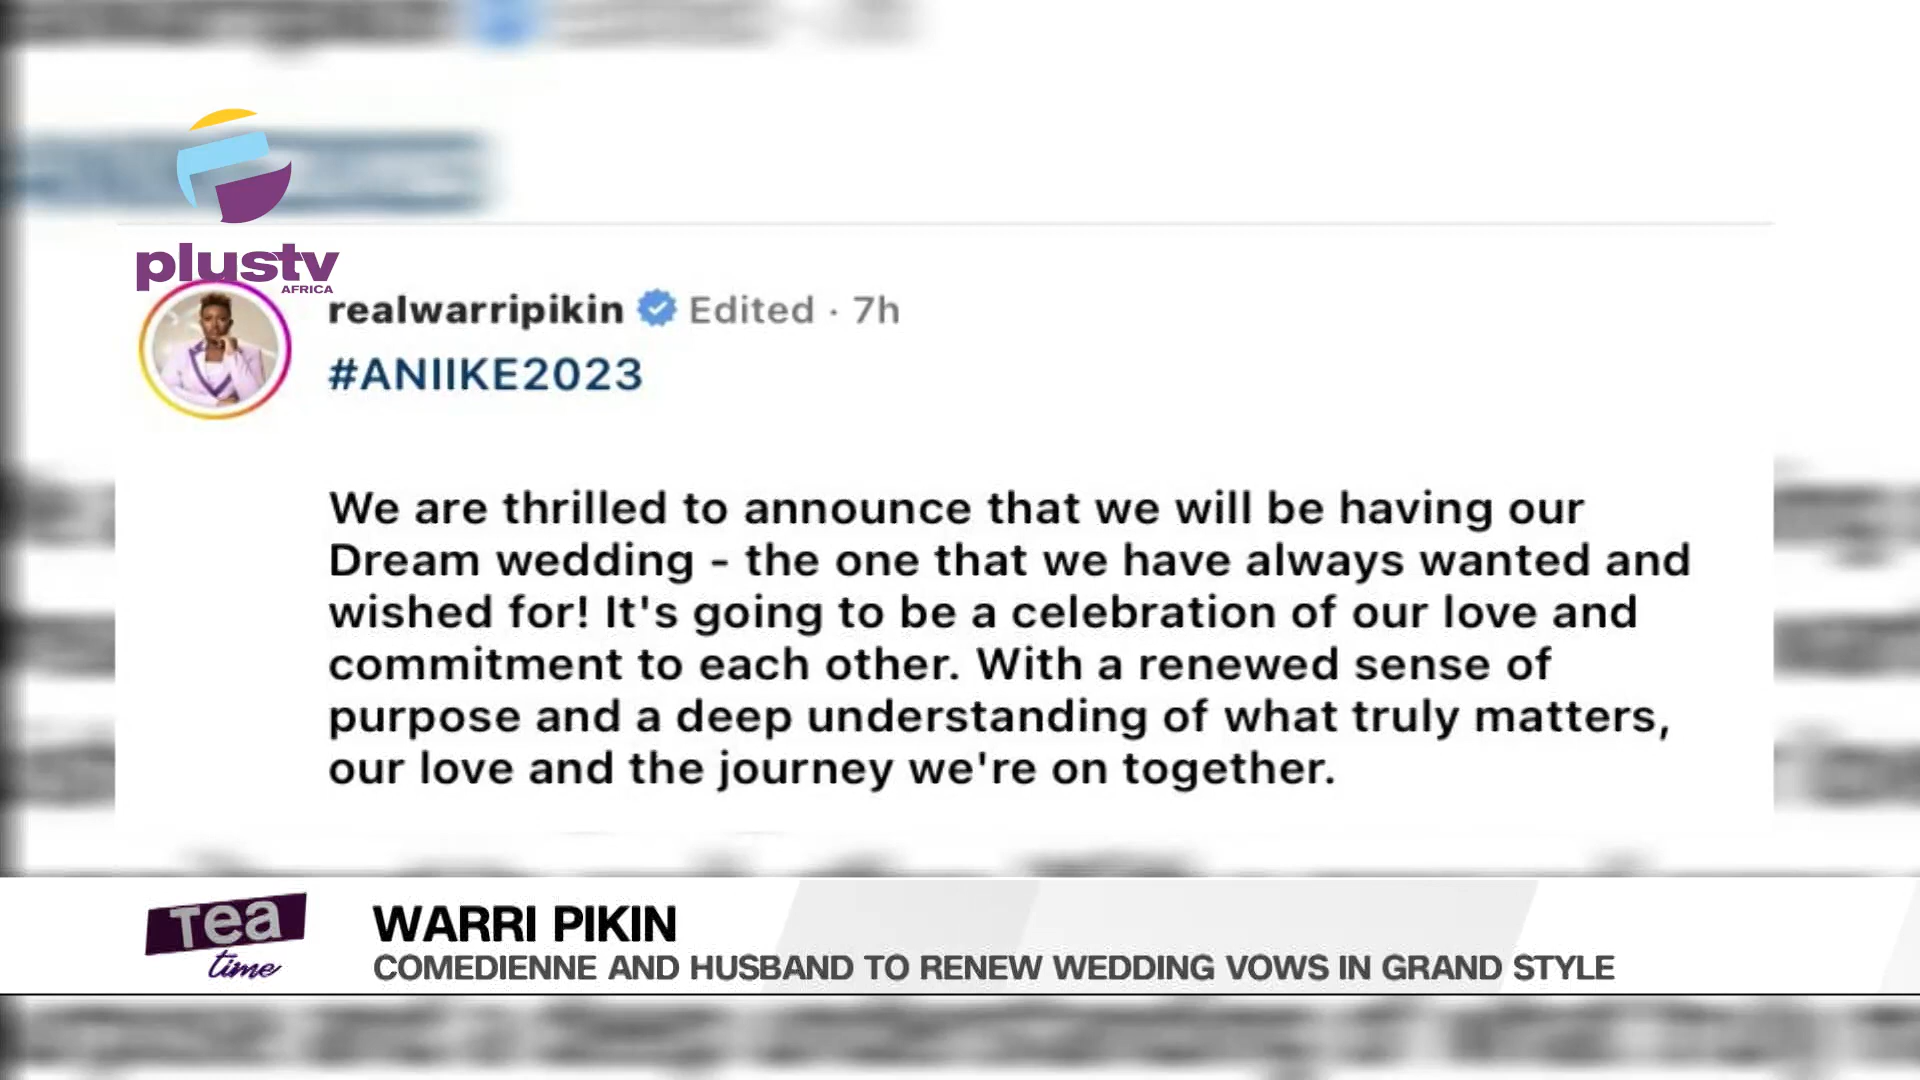 plustv
AFRICA
realwarripikin Edited · 7h
#ANIIKE2023
We are thrilled to announce that we will be having our
Dream wedding - the one that we have always wanted and
wished for! It's going to be a celebration of our love and
commitment to each other. With a renewed sense of
purpose and a deep understanding of what truly matters,
our love and the journey we're on together.
Tea
time
WARRI PIKIN
COMEDIENNE AND HUSBAND TO RENEW WEDDING VOWS IN GRAND STYLE